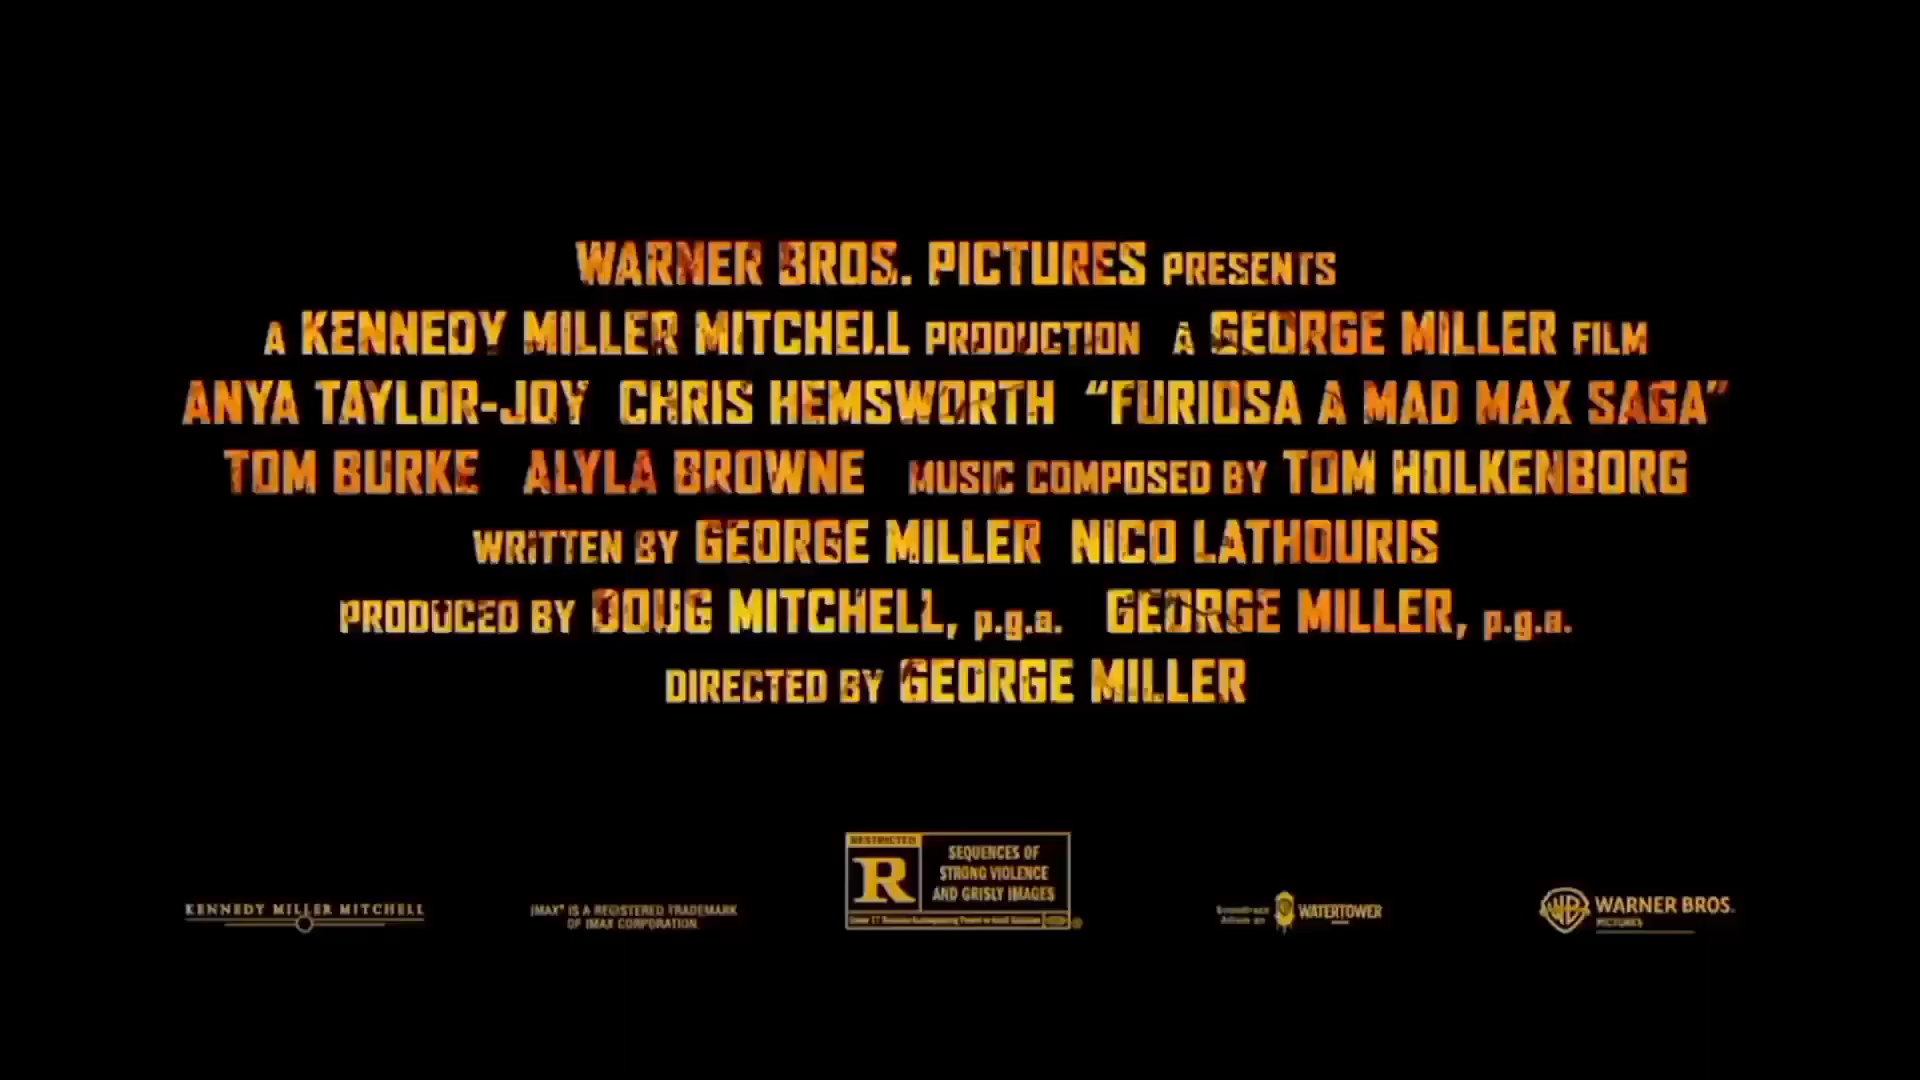 WARNER BROS. PICTURES PRESENTS
A KENNEDY MILLER MITCHELL PRODUCTION A GEORGE MILLER FILM
ANYA TAYLOR-JOY CHRIS HEMSWORTH “FURIOSA A MAD MAX SAGA”
TOM BURKE ALYLA BROWNE MUSIC COMPOSED BY TOM HOLKENBORG
WRITTEN BY GEORGE MILLER NICO LATHOURIS
PRODUCED BY DOUG MITCHELL, p.g.a. GEORGE MILLER, p.g.a.
DIRECTED BY GEORGE MILLER
KENNEDY MILLER MITCHELL
IMAX® IS A REGISTERED TRADEMARK
OF IMAX CORPORATION
RESTRICTED
R
SEQUENCES OF
STRONG VIOLENCE
AND GRISLY IMAGES
WATERTOWER
WB WARNER BROS.
PICTURES